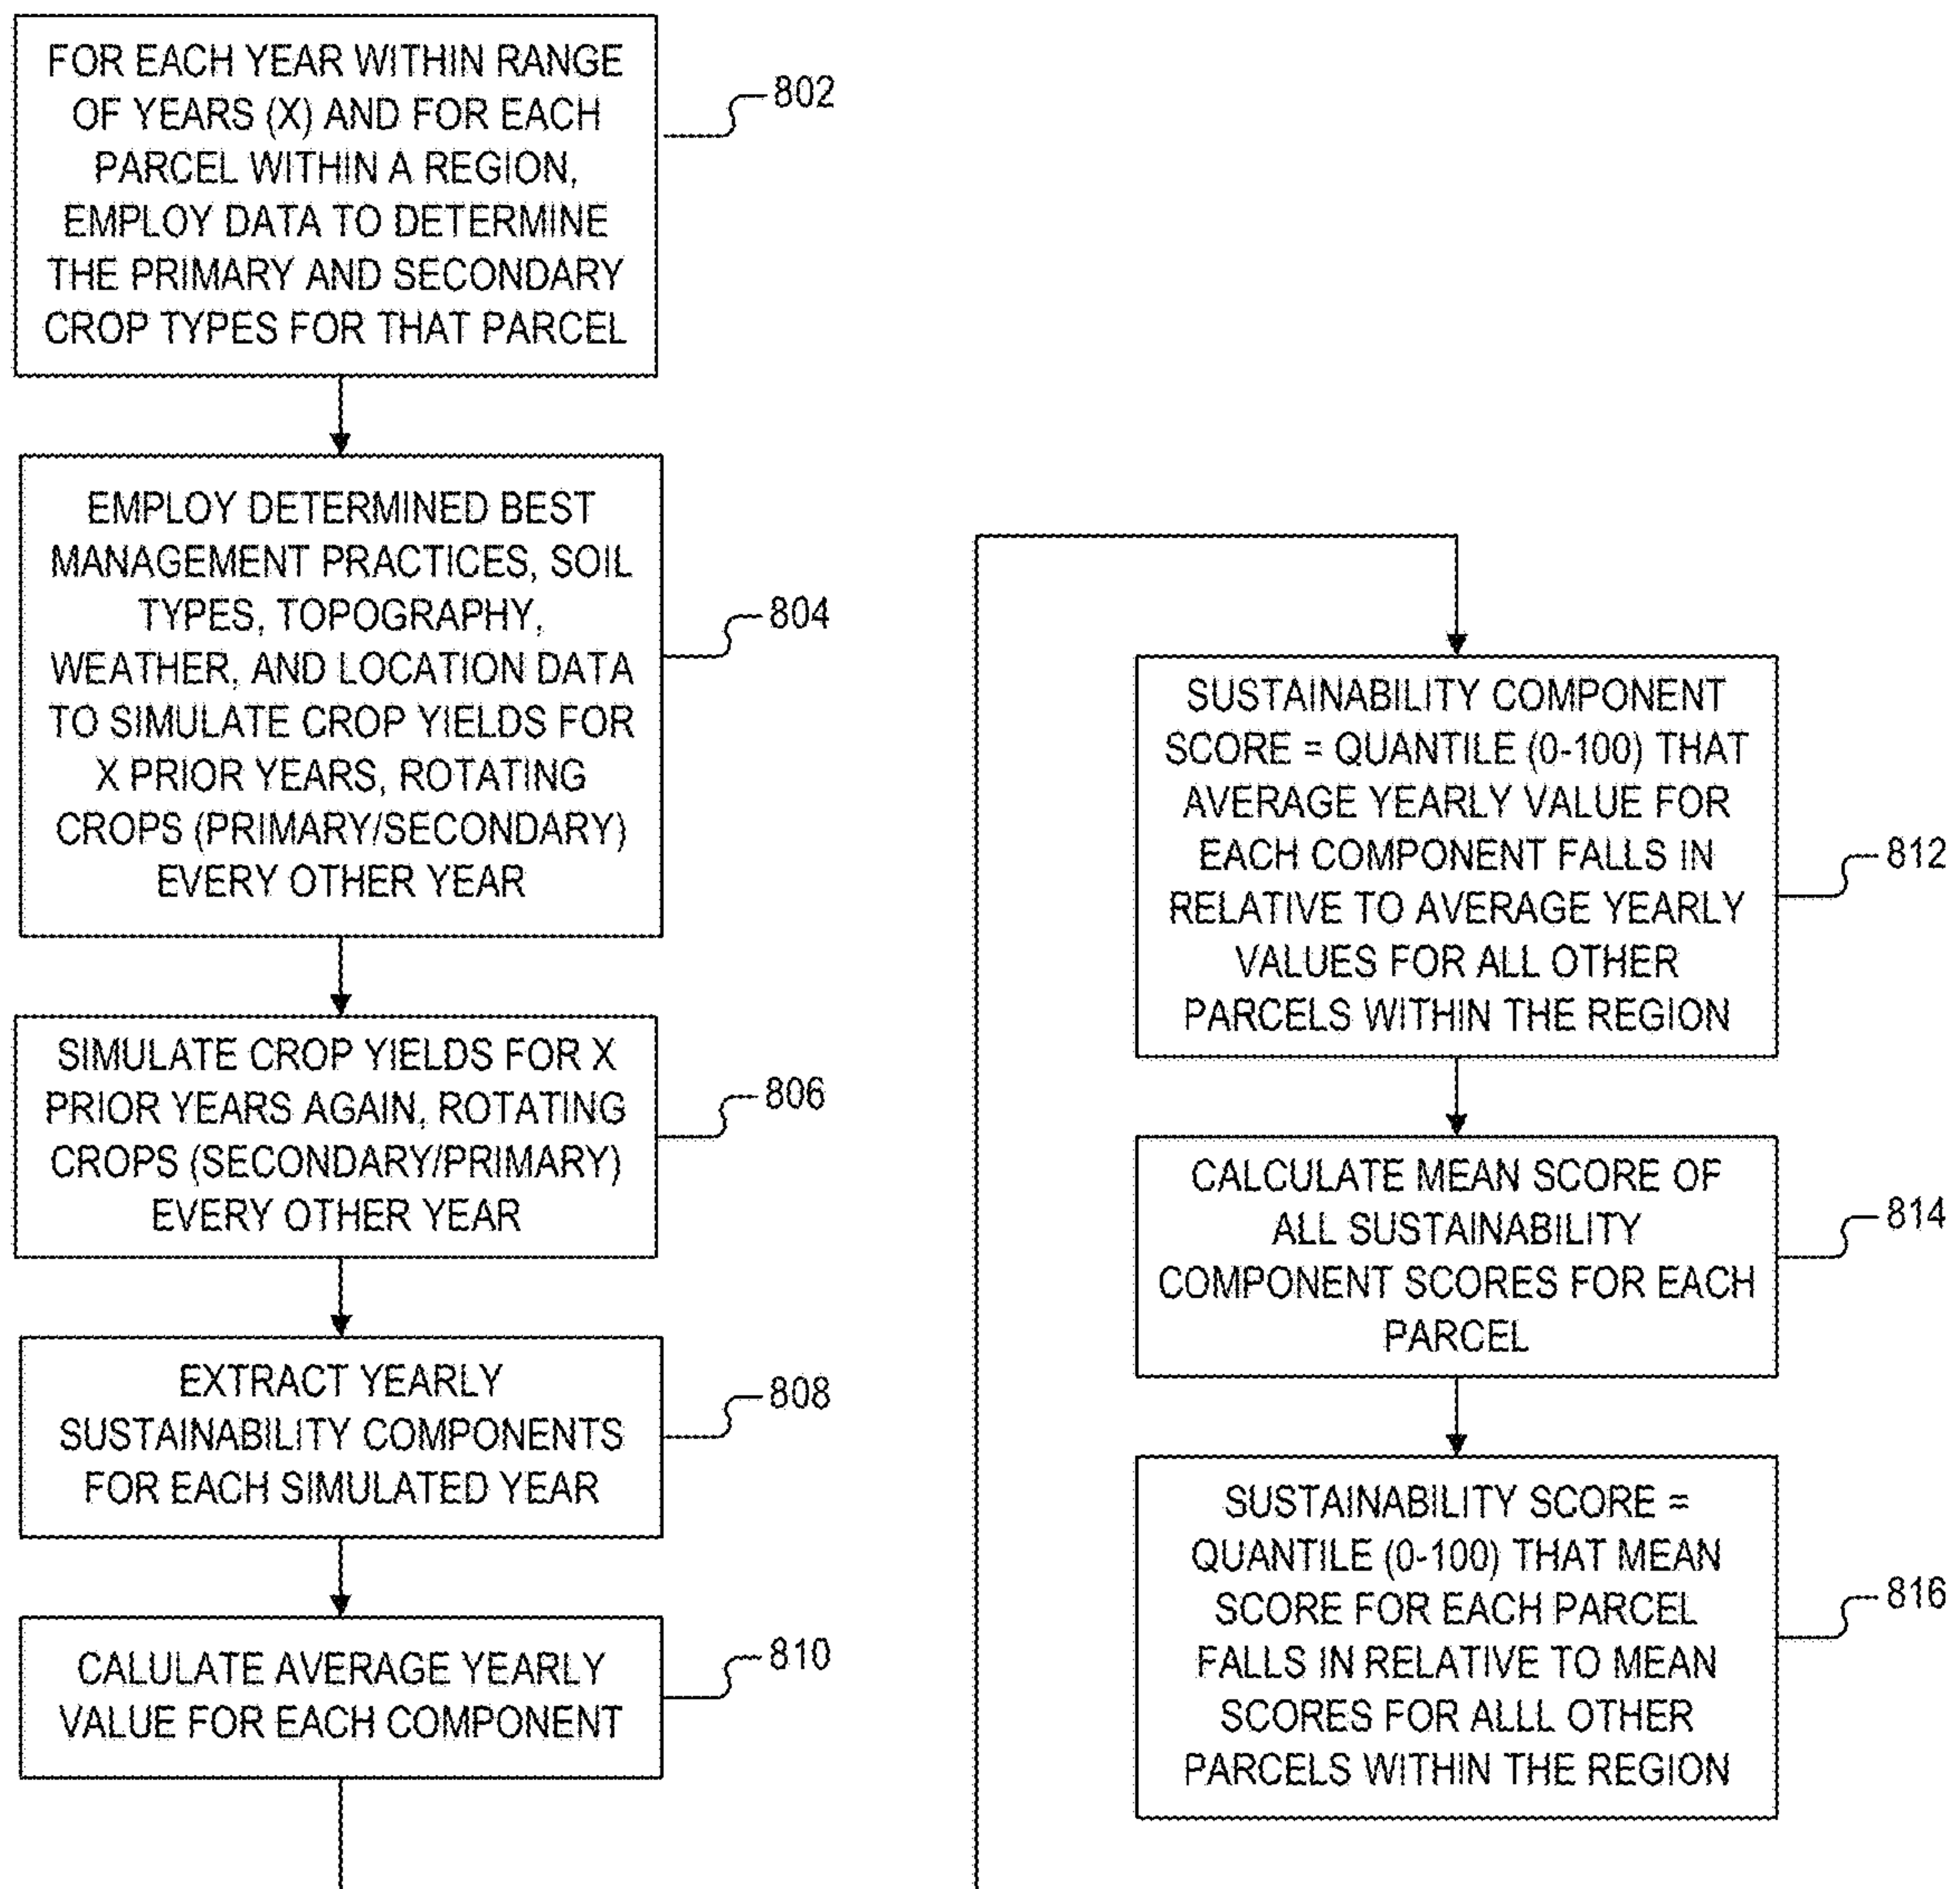 FOR EACH YEAR WITHIN RANGE
OF YEARS (X) AND FOR EACH
PARCEL WITHIN A REGION,
EMPLOY DATA TO DETERMINE
THE PRIMARY AND SECONDARY
CROP TYPES FOR THAT PARCEL
802
EMPLOY DETERMINED BEST
MANAGEMENT PRACTICES, SOIL
TYPES, TOPOGRAPHY,
WEATHER, AND LOCATION DATA
TO SIMULATE CROP YIELDS FOR
X PRIOR YEARS, ROTATING
CROPS (PRIMARY/SECONDARY)
EVERY OTHER YEAR
804
SIMULATE CROP YIELDS FOR X
PRIOR YEARS AGAIN, ROTATING
CROPS (SECONDARY/PRIMARY)
EVERY OTHER YEAR
806
EXTRACT YEARLY
SUSTAINABILITY COMPONENTS
FOR EACH SIMULATED YEAR
808
CALULATE AVERAGE YEARLY
VALUE FOR EACH COMPONENT
810
SUSTAINABILITY COMPONENT
SCORE = QUANTILE (0-100) THAT
AVERAGE YEARLY VALUE FOR
EACH COMPONENT FALLS IN
RELATIVE TO AVERAGE YEARLY
VALUES FOR ALL OTHER
PARCELS WITHIN THE REGION
812
CALCULATE MEAN SCORE OF
ALL SUSTAINABILITY
COMPONENT SCORES FOR EACH
PARCEL
814
SUSTAINABILITY SCORE =
QUANTILE (0-100) THAT MEAN
SCORE FOR EACH PARCEL
FALLS IN RELATIVE TO MEAN
SCORES FOR ALLL OTHER
PARCELS WITHIN THE REGION
816